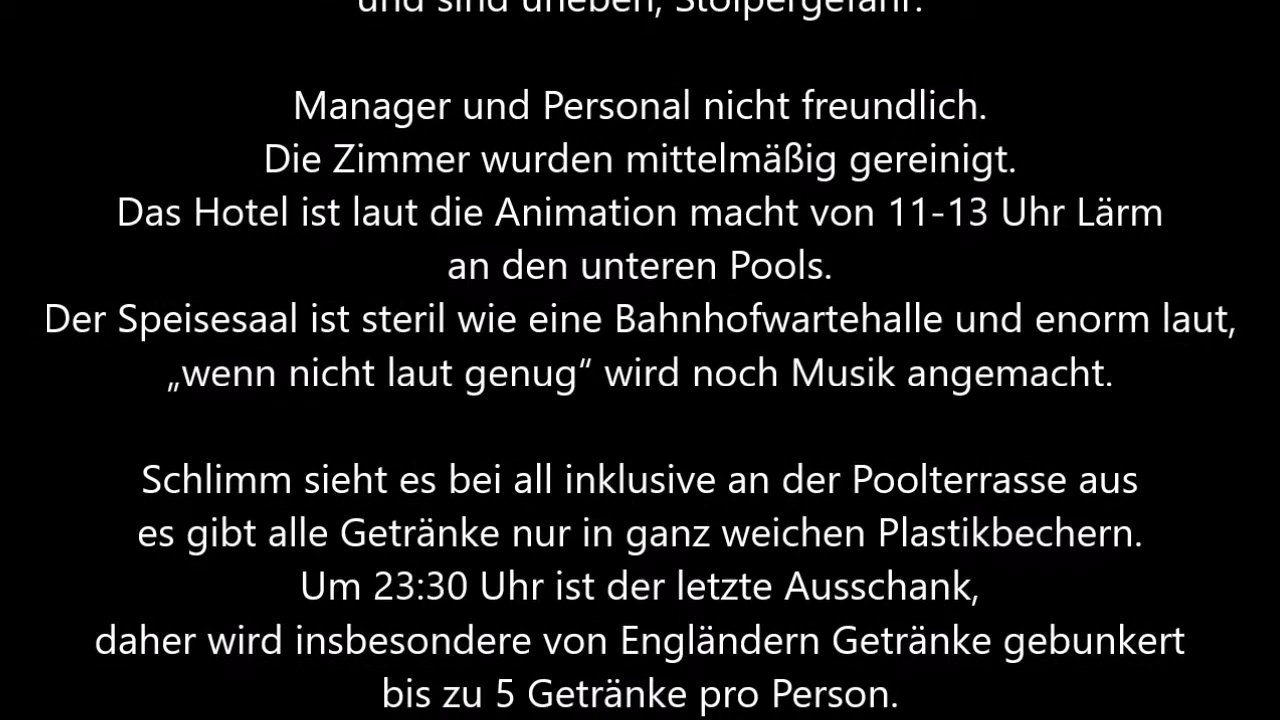 und sind uneben, Stolpergefahr.
Manager und Personal nicht freundlich.
Die Zimmer wurden mittelmäßig gereinigt.
Das Hotel ist laut die Animation macht von 11-13 Uhr Lärm
an den unteren Pools.
Der Speisesaal ist steril wie eine Bahnhofwartehalle und enorm laut,
„wenn nicht laut genug“ wird noch Musik angemacht.
Schlimm sieht es bei all inklusive an der Poolterrasse aus
es gibt alle Getränke nur in ganz weichen Plastikbechern.
Um 23:30 Uhr ist der letzte Ausschank,
daher wird insbesondere von Engländern Getränke gebunkert
bis zu 5 Getränke pro Person.